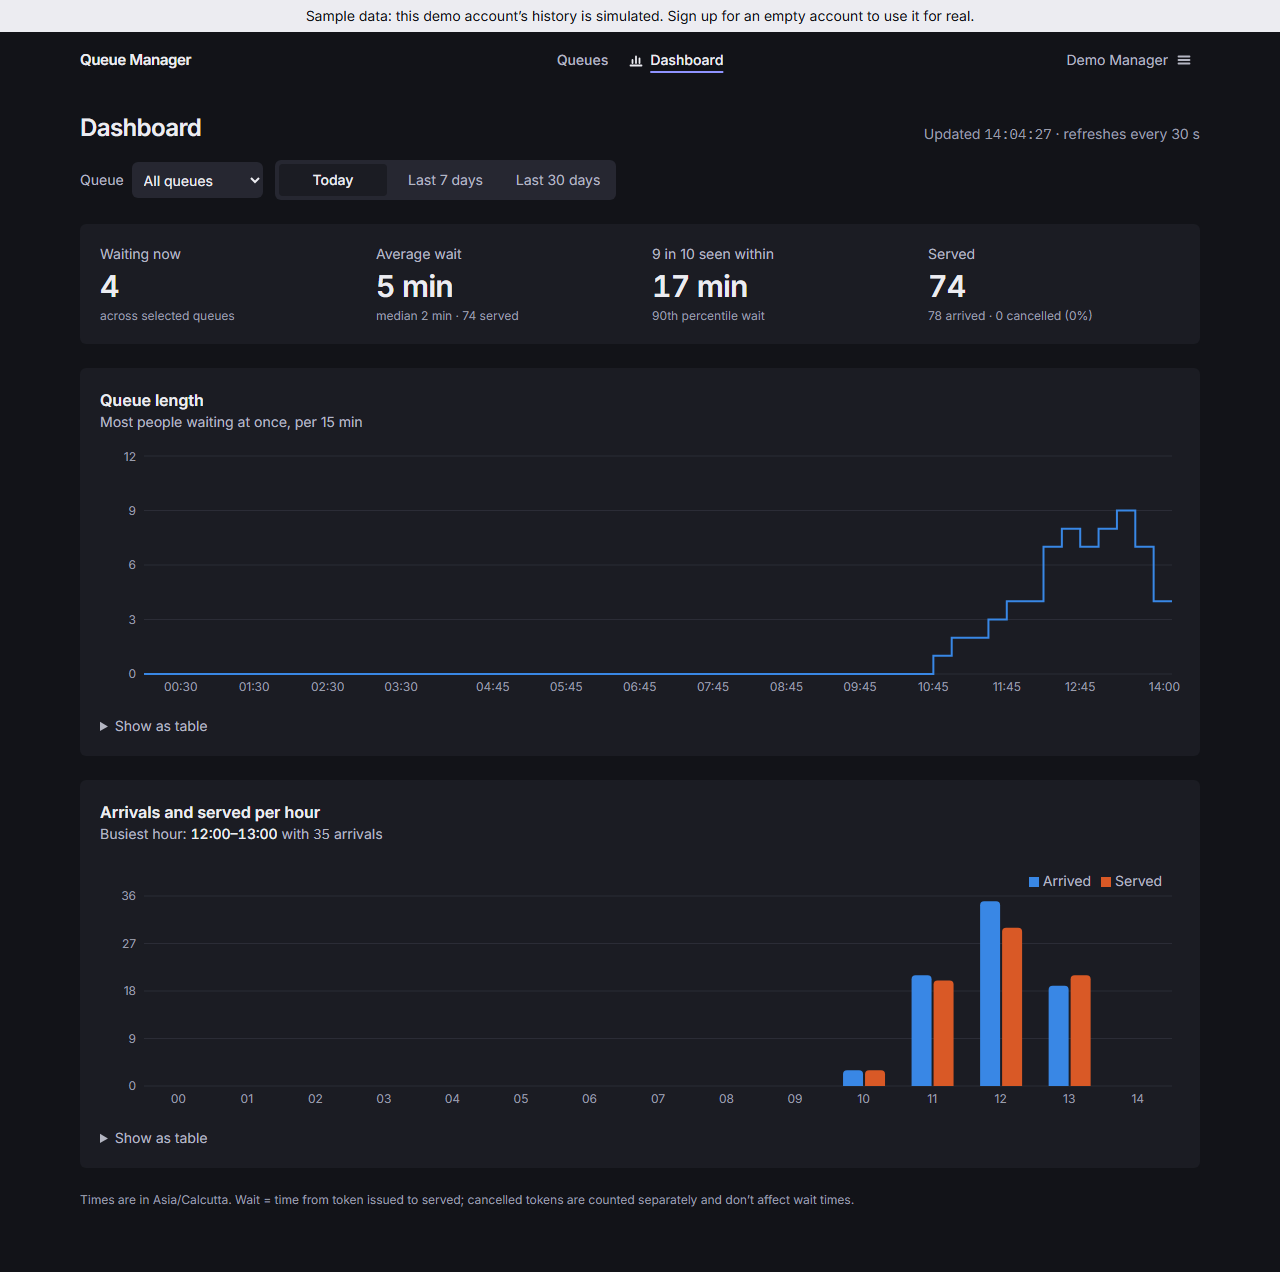 Sample data: this demo account’s history is simulated. Sign up for an empty account to use it for real.
Queue Manager
Queues
Dashboard
Demo Manager
Dashboard
Updated 14:04:27 · refreshes every 30 s
Queue
All queues
Today
Last 7 days
Last 30 days
Waiting now
4
across selected queues
Average wait
5 min
median 2 min · 74 served
9 in 10 seen within
17 min
90th percentile wait
Served
74
78 arrived · 0 cancelled (0%)
Queue length
Most people waiting at once, per 15 min
12
9
6
3
0
00:30 01:30 02:30 03:30 04:45 05:45 06:45 07:45 08:45 09:45 10:45 11:45 12:45 14:00
Show as table
Arrivals and served per hour
Busiest hour: 12:00–13:00 with 35 arrivals
Arrived Served
36
27
18
9
0
00 01 02 03 04 05 06 07 08 09 10 11 12 13 14
Show as table
Times are in Asia/Calcutta. Wait = time from token issued to served; cancelled tokens are counted separately and don’t affect wait times.